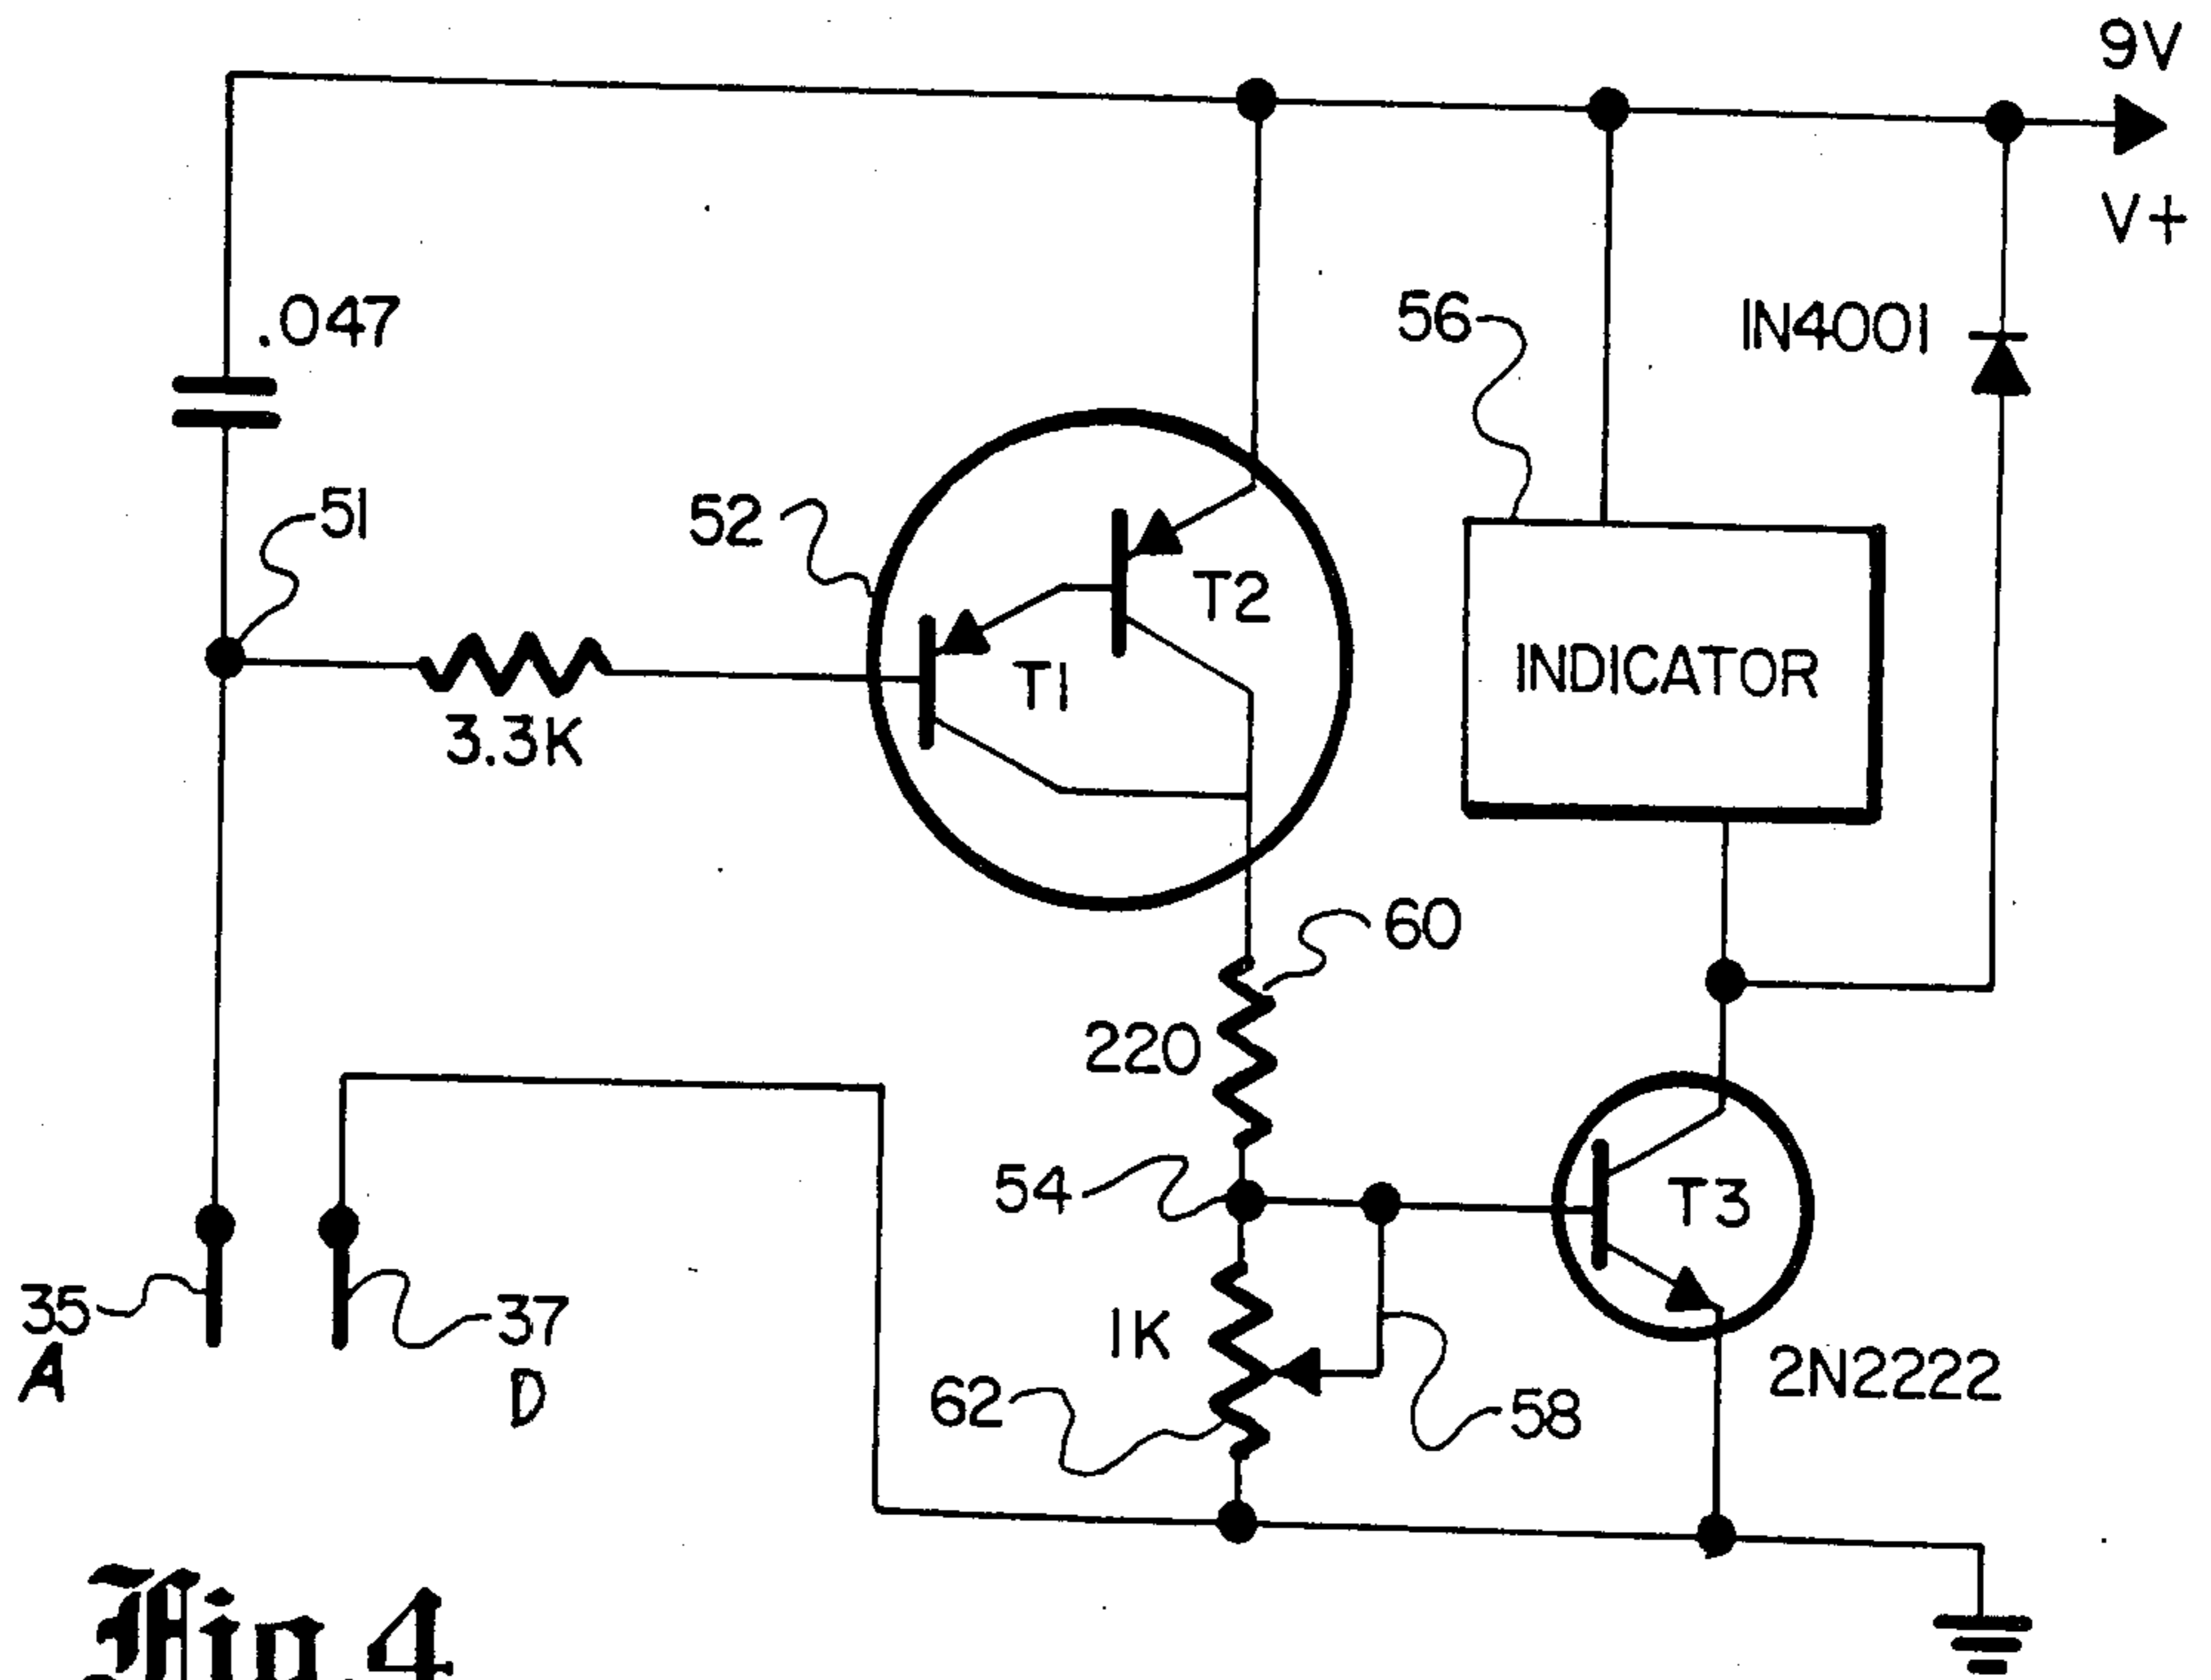 9V
V+
.047
56
IN4001
51
52
T2
T1
INDICATOR
3.3K
60
220
54
T3
35
A
37
D
1K
62
58
2N2222
Fig. 4